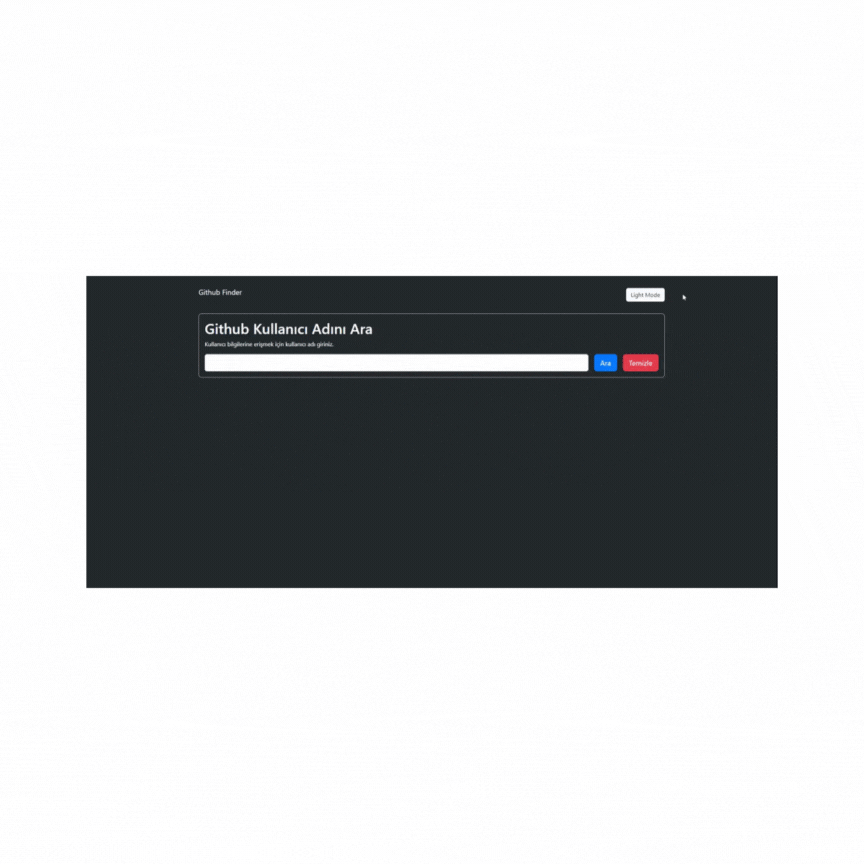 Github Finder
Light Mode
Github Kullanıcı Adını Ara
Kullanıcı bilgilerine erişmek için kullanıcı adı giriniz.
Ara
Temizle